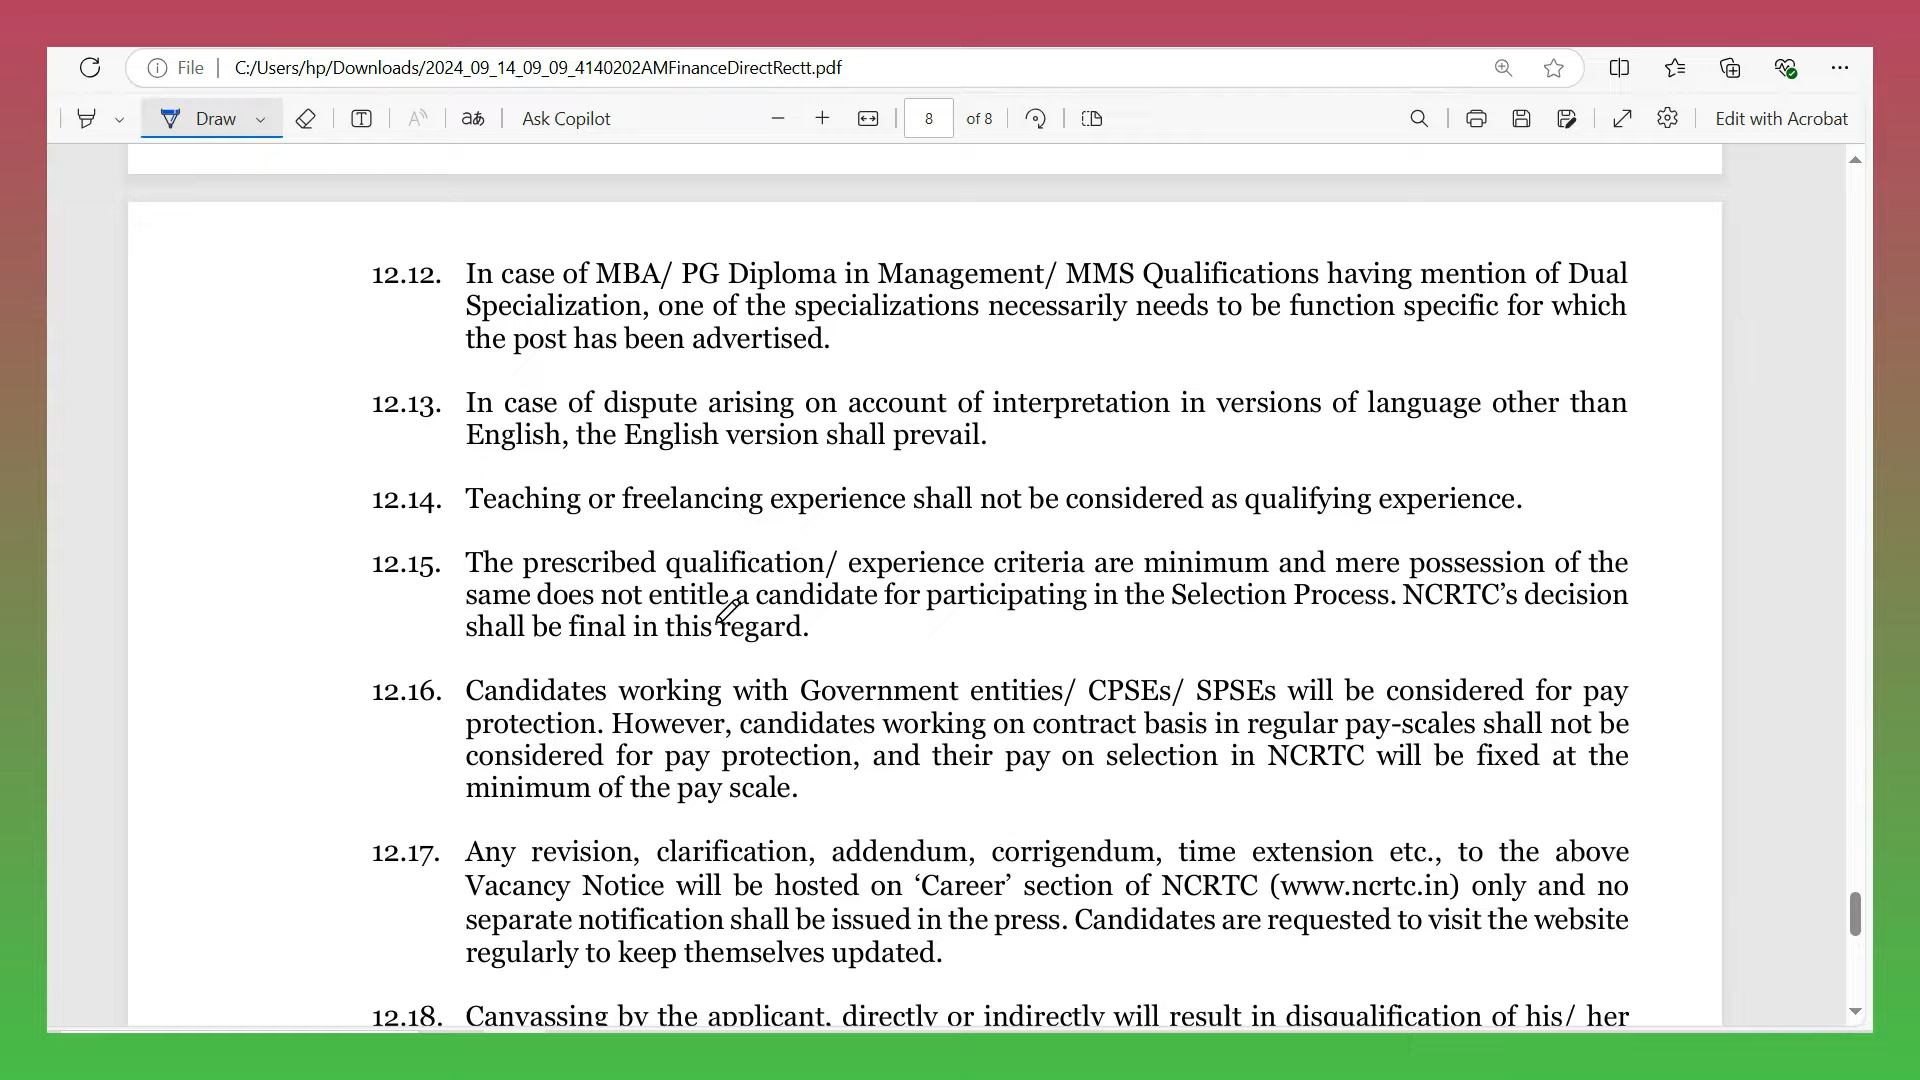 File C:/Users/hp/Downloads/2024_09_14_09_09_4140202AMFinanceDirectRectt.pdf
Draw T aあ Ask Copilot 8 of 8 Edit with Acrobat
12.12. In case of MBA/ PG Diploma in Management/ MMS Qualifications having mention of Dual
Specialization, one of the specializations necessarily needs to be function specific for which
the post has been advertised.
12.13. In case of dispute arising on account of interpretation in versions of language other than
English, the English version shall prevail.
12.14. Teaching or freelancing experience shall not be considered as qualifying experience.
12.15. The prescribed qualification/ experience criteria are minimum and mere possession of the
same does not entitle a candidate for participating in the Selection Process. NCRTC’s decision
shall be final in this regard.
12.16. Candidates working with Government entities/ CPSEs/ SPSEs will be considered for pay
protection. However, candidates working on contract basis in regular pay-scales shall not be
considered for pay protection, and their pay on selection in NCRTC will be fixed at the
minimum of the pay scale.
12.17. Any revision, clarification, addendum, corrigendum, time extension etc., to the above
Vacancy Notice will be hosted on ‘Career’ section of NCRTC (www.ncrtc.in) only and no
separate notification shall be issued in the press. Candidates are requested to visit the website
regularly to keep themselves updated.
12.18. Canvassing by the applicant, directly or indirectly will result in disqualification of his/ her